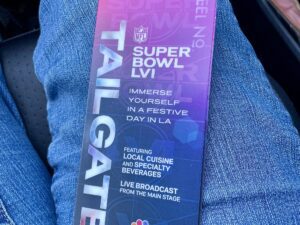 TAILGATE
NFL
SUPER
BOWL
LVI
IMMERSE
YOURSELF
IN A FESTIVE
DAY IN LA
FEATURING
LOCAL CUISINE
AND SPECIALTY
BEVERAGES
LIVE BROADCAST
FROM THE MAIN STAGE